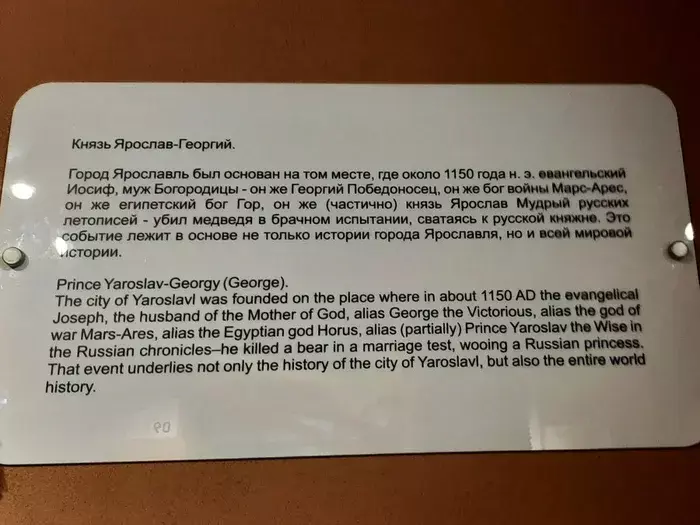 Князь Ярослав-Георгий.
Город Ярославль был основан на том месте, где около 1150 года н. э. евангельский
Иосиф, муж Богородицы - он же Георгий Победоносец, он же бог войны Марс-Арес,
он же египетский бог Гор, он же (частично) князь Ярослав Мудрый русских
летописей - убил медведя в брачном испытании, сватаясь к русской княжне. Это
событие лежит в основе не только истории города Ярославля, но и всей мировой
истории.
Prince Yaroslav-Georgy (George).
The city of Yaroslavl was founded on the place where in about 1150 AD the evangelical
Joseph, the husband of the Mother of God, alias George the Victorious, alias the god of
war Mars-Ares, alias the Egyptian god Horus, alias (partially) Prince Yaroslav the Wise in
the Russian chronicles–he killed a bear in a marriage test, wooing a Russian princess.
That event underlies not only the history of the city of Yaroslavl, but also the entire world
history.